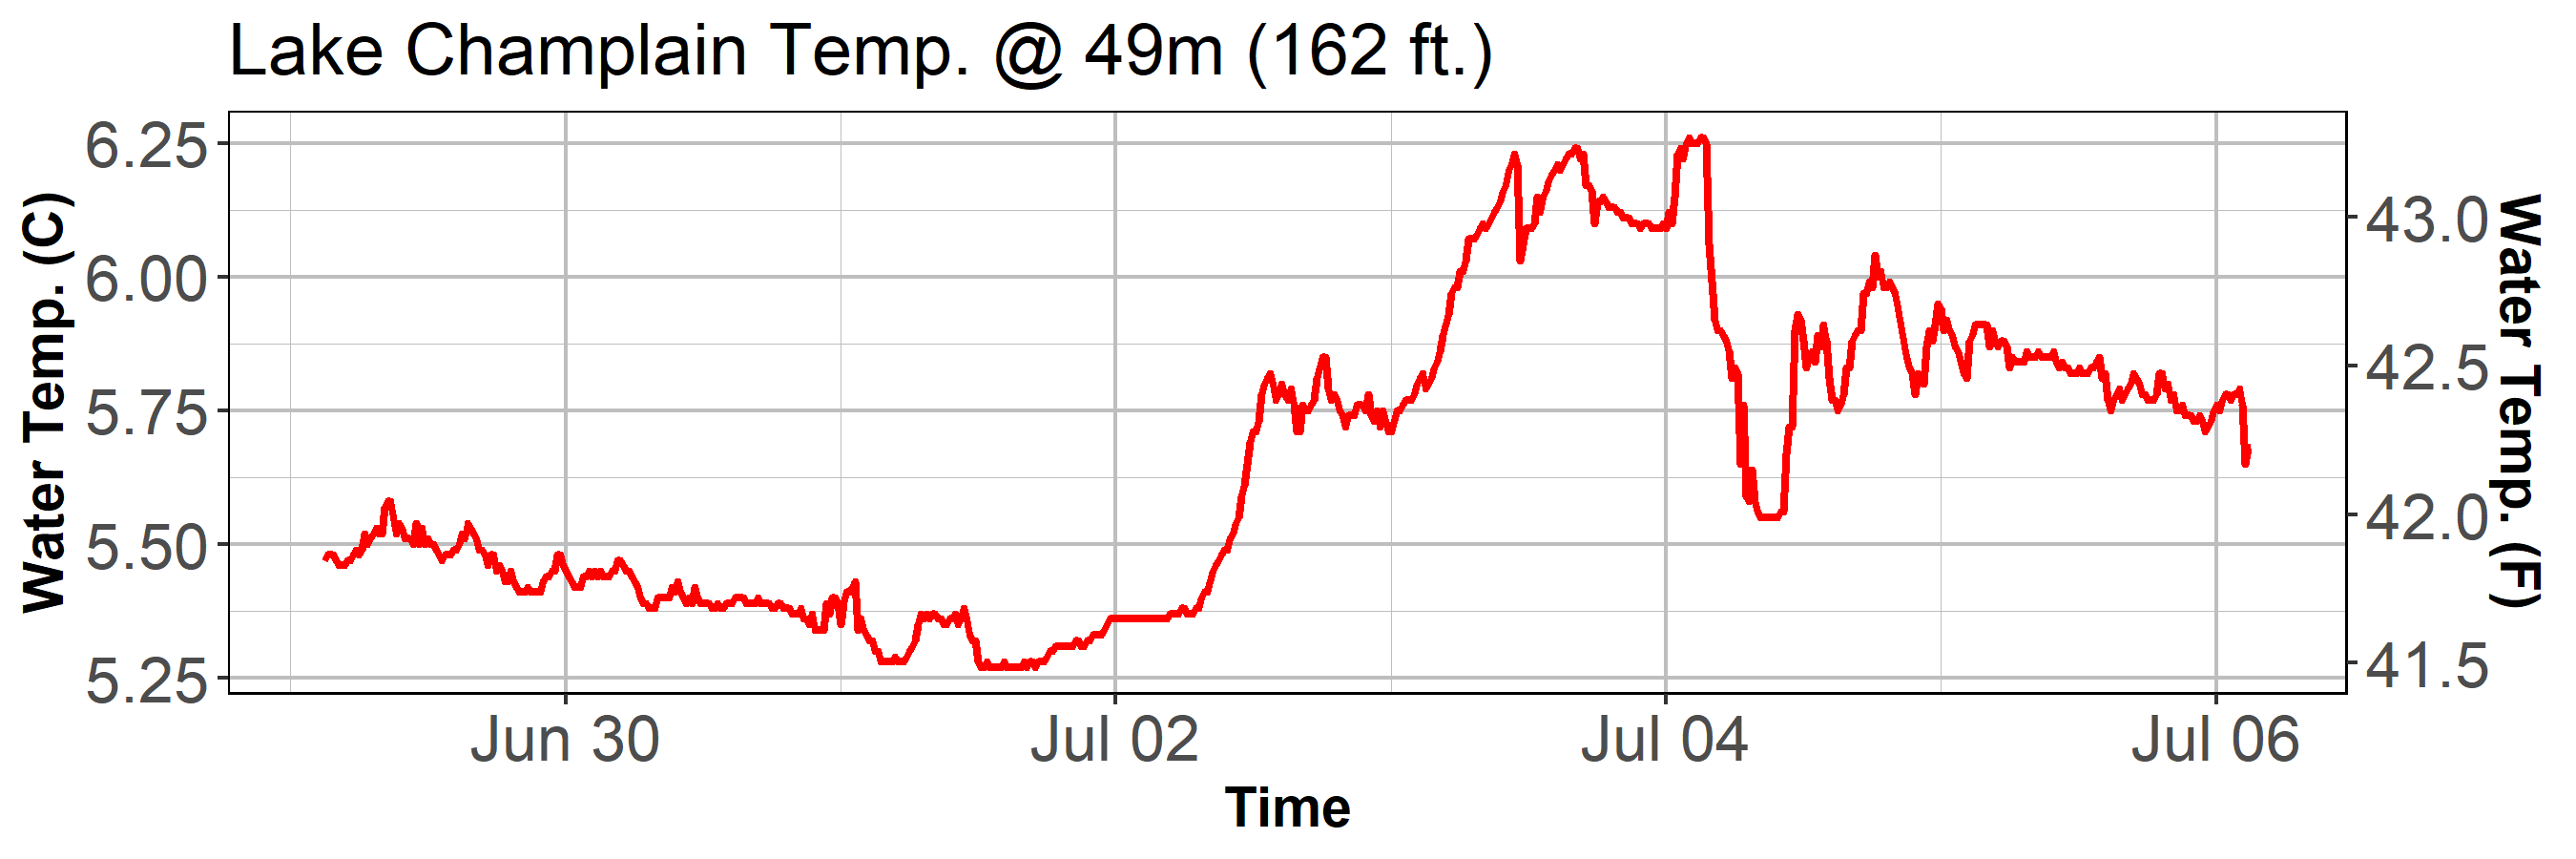 Lake Champlain Temp. @ 49m (162 ft.)
Water Temp. (C)
6.25
6.00
5.75
5.50
5.25
43.0
42.5
42.0
41.5
Water Temp. (F)
Jun 30
Jul 02
Jul 04
Jul 06
Time